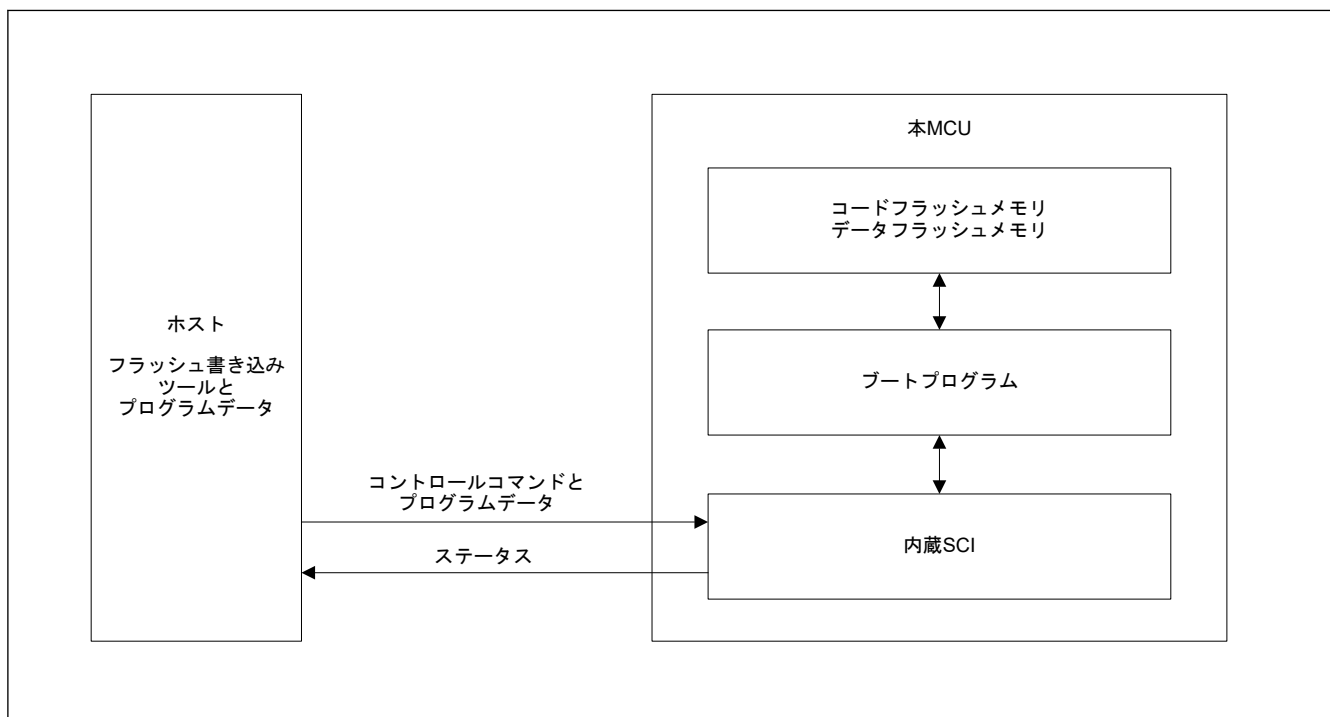 本MCU
コードフラッシュメモリ
データフラッシュメモリ
ホスト
フラッシュ書き込み
ツールと
プログラムデータ
ブートプログラム
コントロールコマンドと
プログラムデータ
内蔵SCI
ステータス